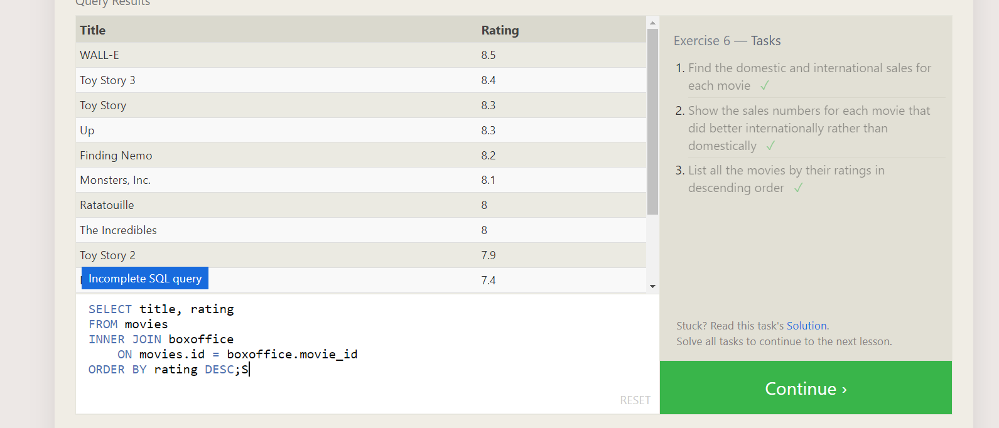 Query Results
Title Rating
WALL-E 8.5
Toy Story 3 8.4
Toy Story 8.3
Up 8.3
Finding Nemo 8.2
Monsters, Inc. 8.1
Ratatouille 8
The Incredibles 8
Toy Story 2 7.9
7.4
Incomplete SQL query
SELECT title, rating
FROM movies
INNER JOIN boxoffice
    ON movies.id = boxoffice.movie_id
ORDER BY rating DESC;S
RESET
Exercise 6 — Tasks
1. Find the domestic and international sales for
each movie ✓
2. Show the sales numbers for each movie that
did better internationally rather than
domestically ✓
3. List all the movies by their ratings in
descending order ✓
Stuck? Read this task's Solution.
Solve all tasks to continue to the next lesson.
Continue ›